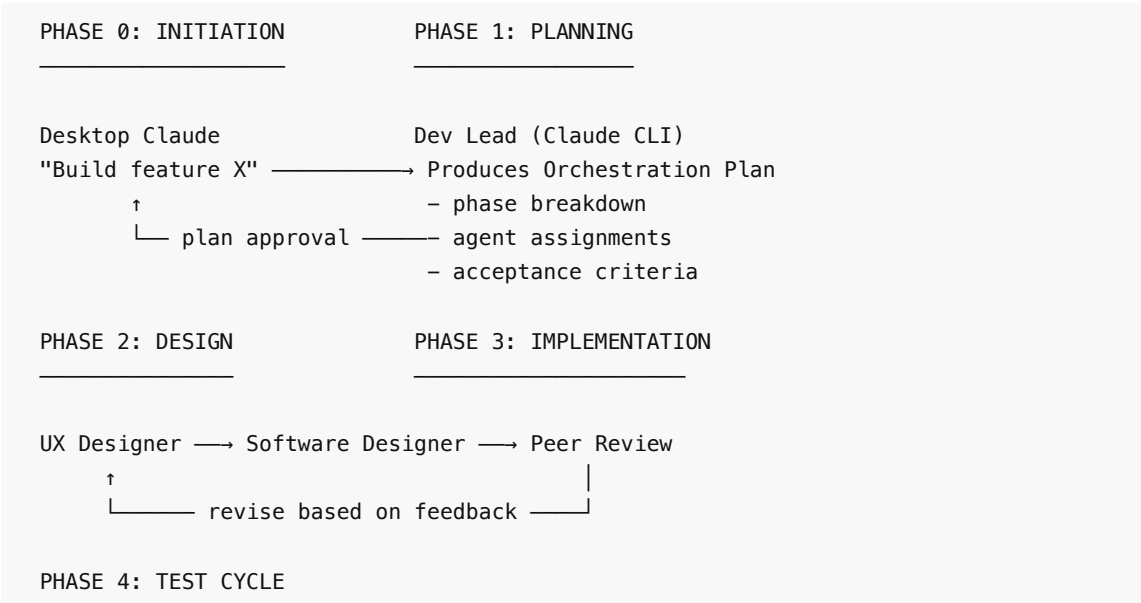 PHASE 0: INITIATION PHASE 1: PLANNING
Desktop Claude Dev Lead (Claude CLI)
"Build feature X" ──────────→ Produces Orchestration Plan
↑ – phase breakdown
└── plan approval ─────– agent assignments
– acceptance criteria
PHASE 2: DESIGN PHASE 3: IMPLEMENTATION
UX Designer ──→ Software Designer ──→ Peer Review
↑ │
└────── revise based on feedback ────┘
PHASE 4: TEST CYCLE